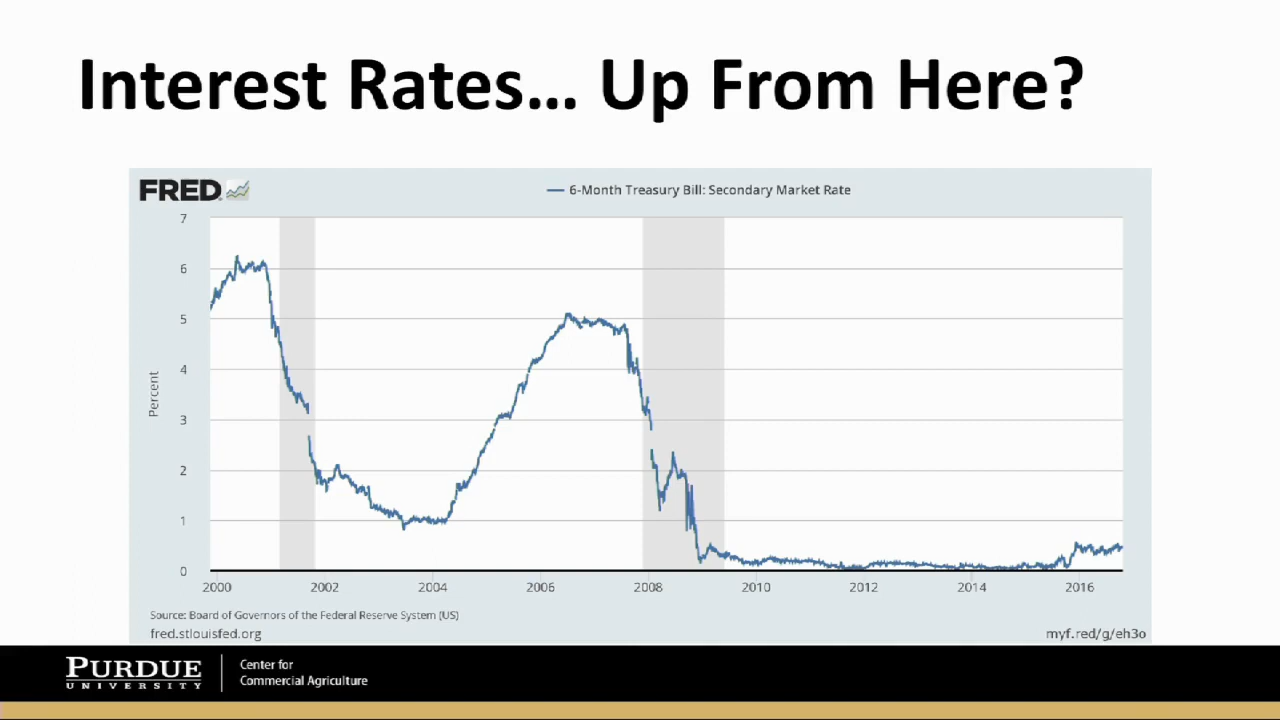 Interest Rates... Up From Here?
FRED
6-Month Treasury Bill: Secondary Market Rate
7
6
5
4
3
2
1
0
Percent
2000 2002 2004 2006 2008 2010 2012 2014 2016
Source: Board of Governors of the Federal Reserve System (US)
fred.stlouisfed.org
myf.red/g/eh3o
PURDUE
UNIVERSITY
Center for
Commercial Agriculture